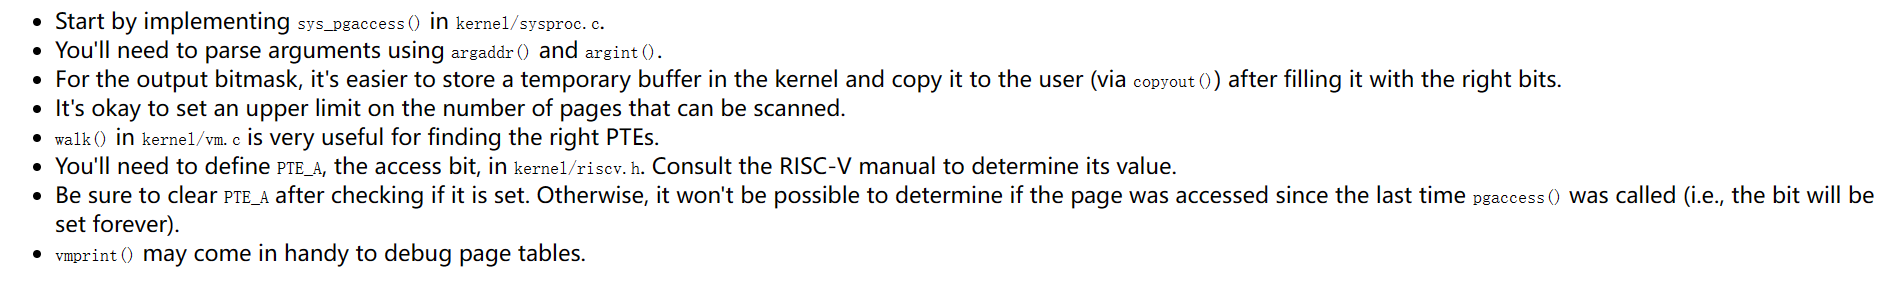 • Start by implementing sys_pgaccess() in kernel/sysproc.c.
• You'll need to parse arguments using argaddr() and argint().
• For the output bitmask, it's easier to store a temporary buffer in the kernel and copy it to the user (via copyout()) after filling it with the right bits.
• It's okay to set an upper limit on the number of pages that can be scanned.
• walk() in kernel/vm.c is very useful for finding the right PTEs.
• You'll need to define PTE_A, the access bit, in kernel/riscv.h. Consult the RISC-V manual to determine its value.
• Be sure to clear PTE_A after checking if it is set. Otherwise, it won't be possible to determine if the page was accessed since the last time pgaccess() was called (i.e., the bit will be
set forever).
• vmprint() may come in handy to debug page tables.